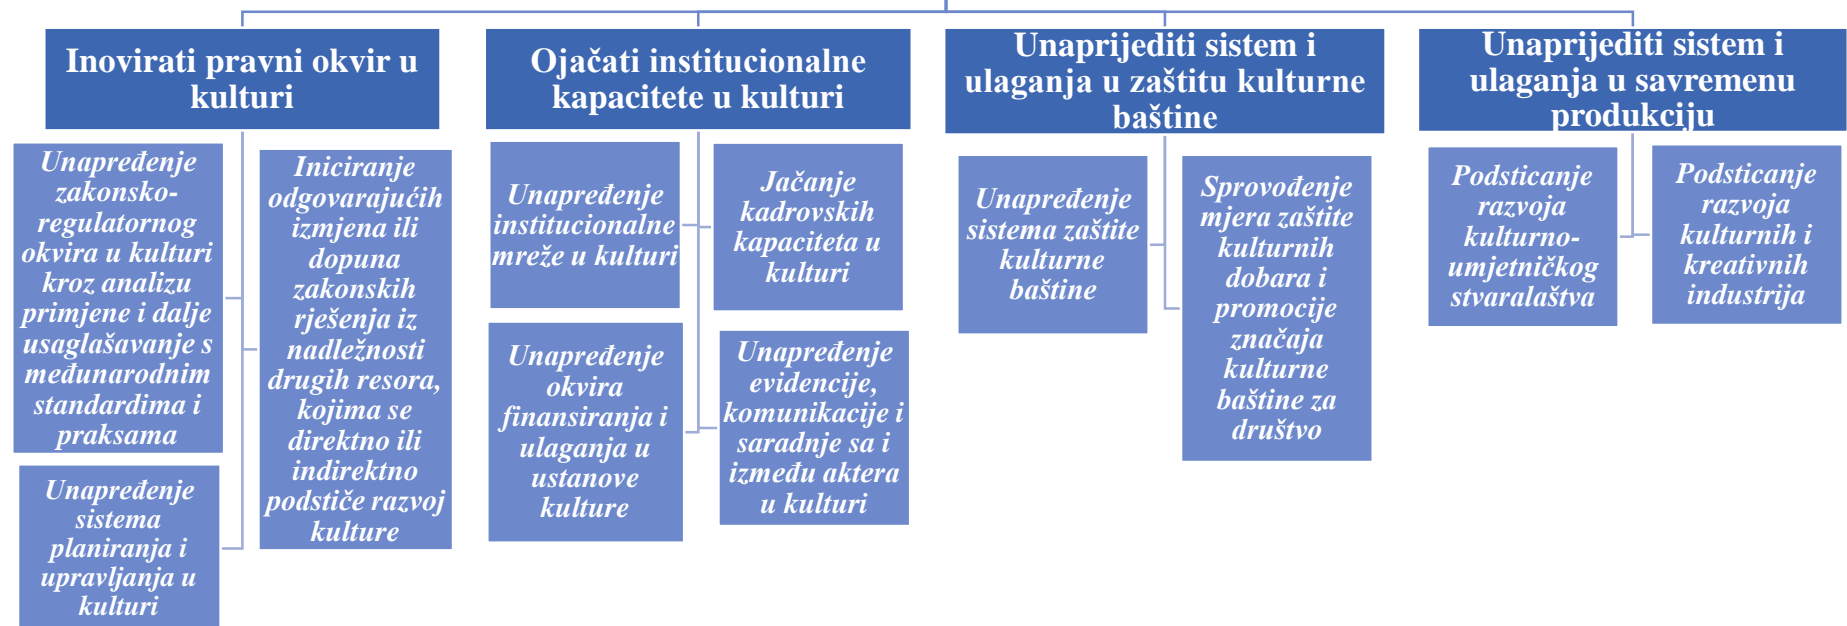 Inovirati pravni okvir u
kulturi
Unapređenje
zakonsko-
regulatornog
okvira u kulturi
kroz analizu
primjene i dalje
usaglašavanje s
međunarodnim
standardima i
praksama
Iniciranje
odgovarajućih
izmjena ili
dopuna
zakonskih
rješenja iz
nadležnosti
drugih resora,
kojima se
direktno ili
indirektno
podstiče razvoj
kulture
Unapređenje
sistema
planiranja i
upravljanja u
kulturi
Ojačati institucionalne
kapacitete u kulturi
Unapređenje
institucionalne
mreže u kulturi
Jačanje
kadrovskih
kapaciteta u
kulturi
Unapređenje
okvira
finansiranja i
ulaganja u
ustanove
kulture
Unapređenje
evidencije,
komunikacije i
saradnje sa i
između aktera
u kulturi
Unaprijediti sistem i
ulaganja u zaštitu kulturne
baštine
Unapređenje
sistema zaštite
kulturne
baštine
Sprovođenje
mjera zaštite
kulturnih
dobara i
promocije
značaja
kulturne
baštine za
društvo
Unaprijediti sistem i
ulaganja u savremenu
produkciju
Podsticanje
razvoja
kulturno-
umjetničkog
stvaralaštva
Podsticanje
razvoja
kulturnih i
kreativnih
industrija